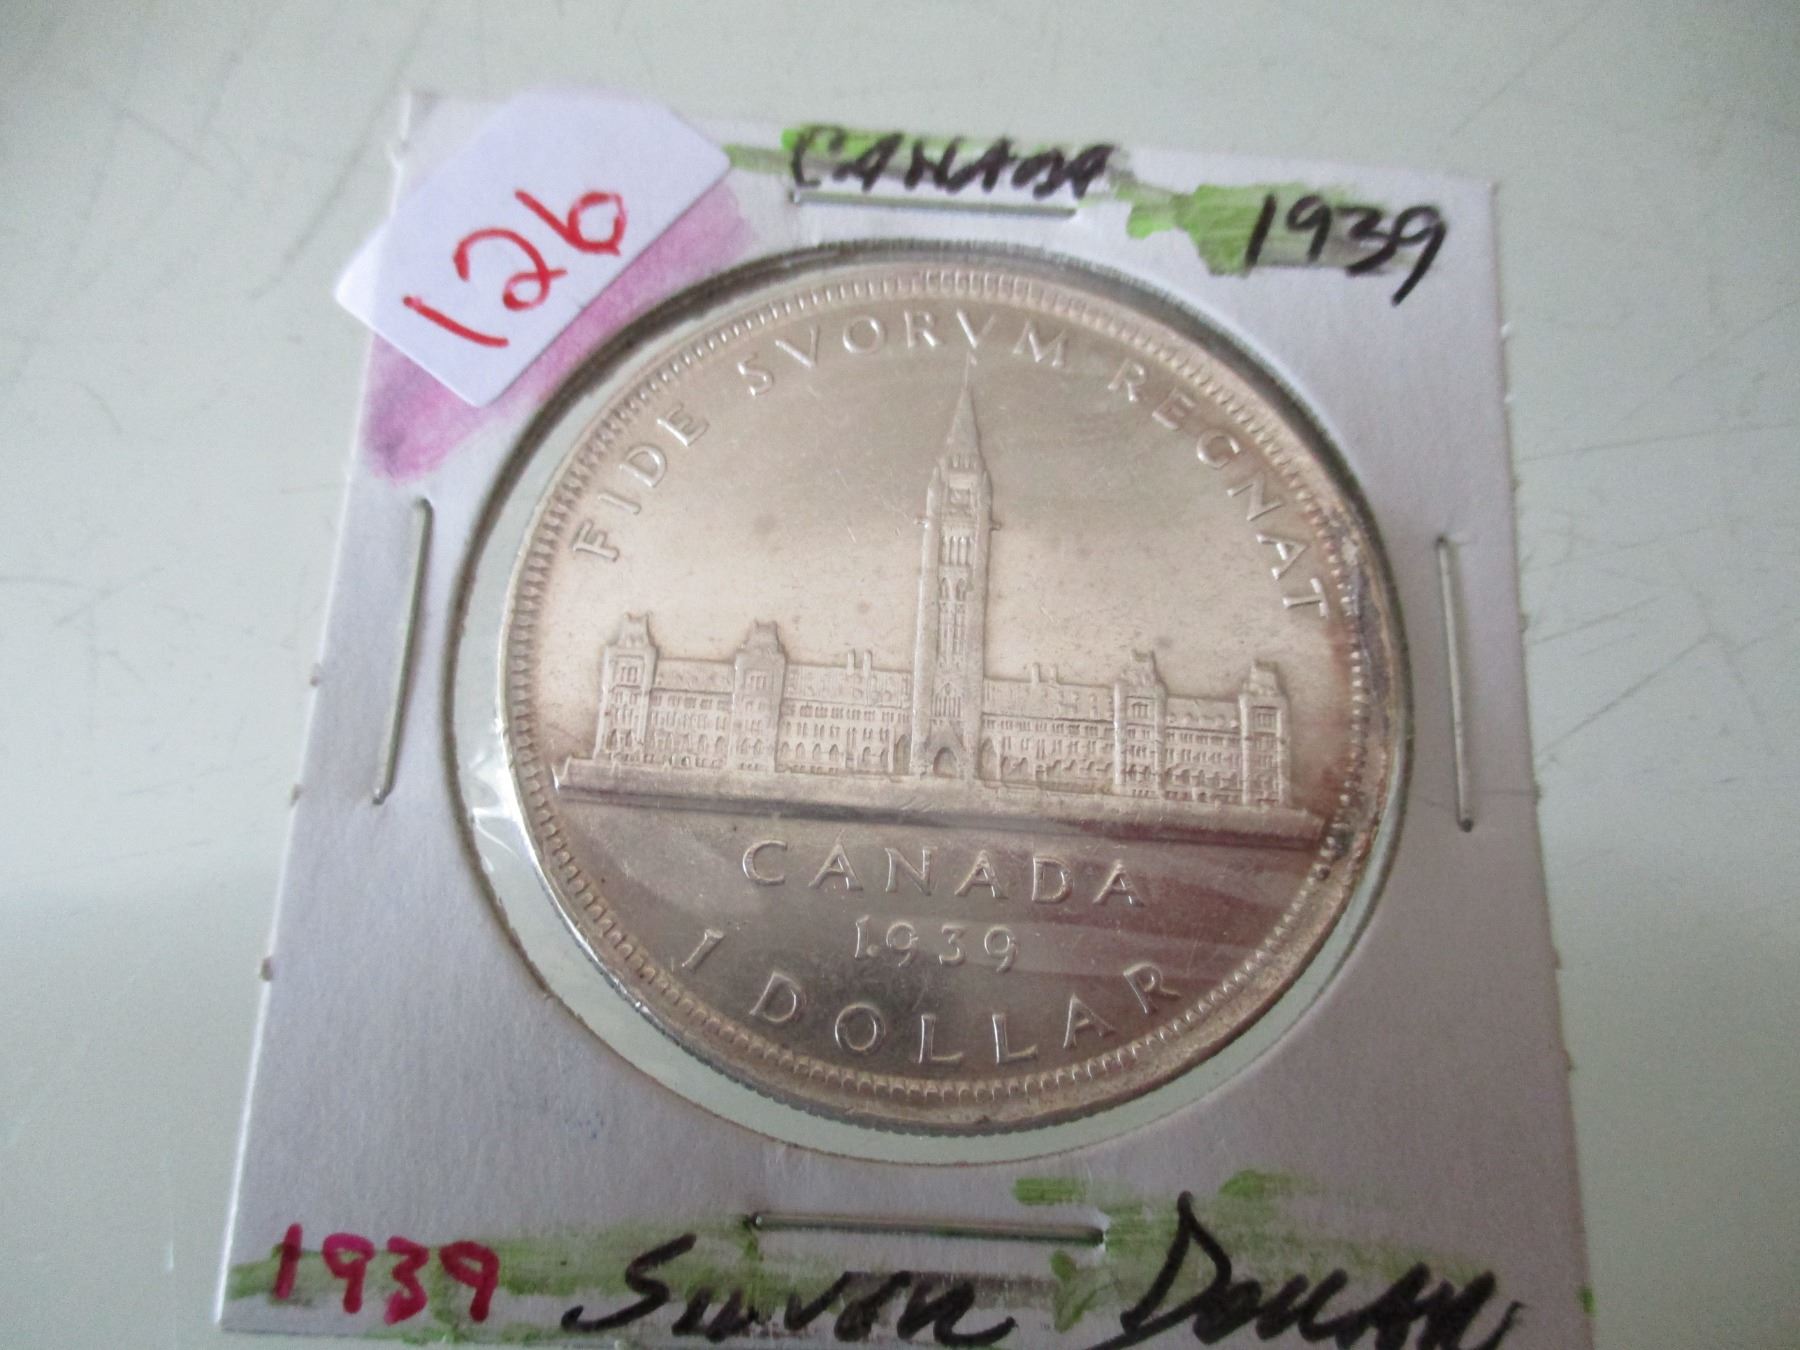 CANADA 1939
126
FIDE SVORVM REGNAT
CANADA
1939
1 DOLLAR
1939 Silver Dollar